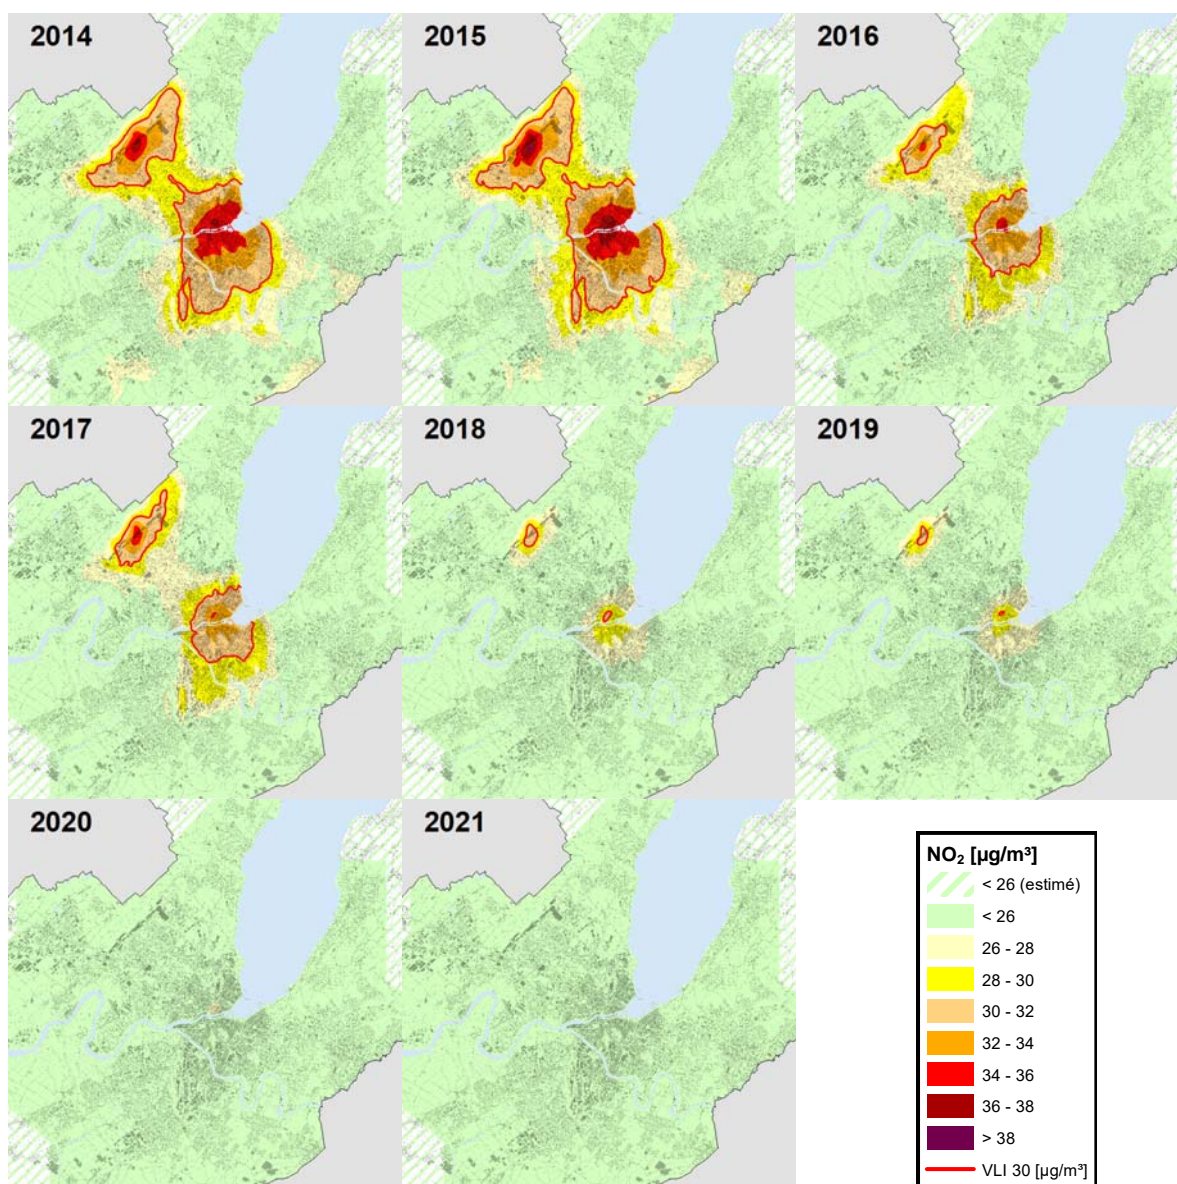 2014
2015
2016
2017
2018
2019
2020
2021
NO₂ [µg/m³]
< 26 (estimé)
< 26
26 - 28
28 - 30
30 - 32
32 - 34
34 - 36
36 - 38
> 38
VLI 30 [µg/m³]